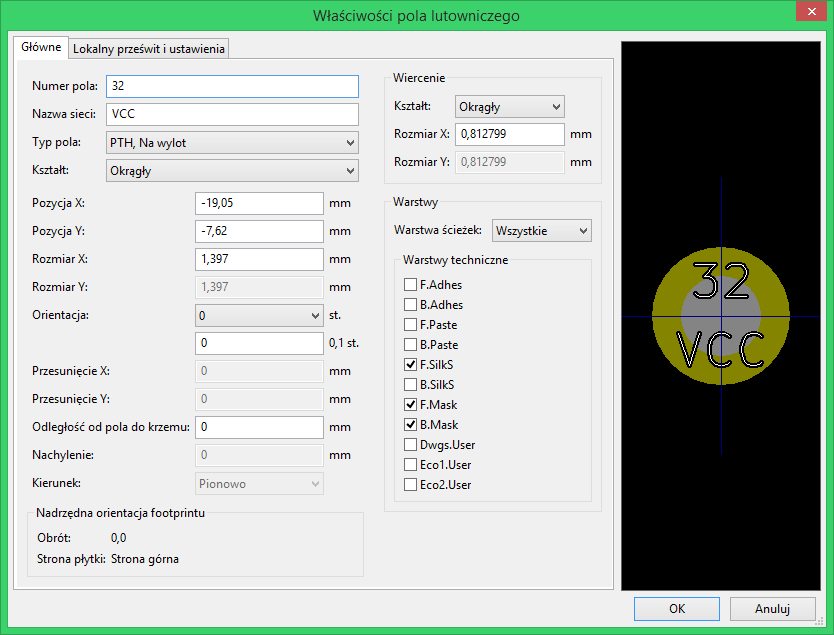 Właściwości pola lutowniczego
Główne
Lokalny prześwit i ustawienia
Numer pola: 32
Nazwa sieci: VCC
Typ pola: PTH, Na wylot
Kształt: Okrągły
Pozycja X: -19,05 mm
Pozycja Y: -7,62 mm
Rozmiar X: 1,397 mm
Rozmiar Y: 1,397 mm
Orientacja: 0 st.
0 0,1 st.
Przesunięcie X: 0 mm
Przesunięcie Y: 0 mm
Odległość od pola do krzemu: 0 mm
Nachylenie: 0 mm
Kierunek: Pionowo
Nadrzędna orientacja footprintu
Obrót: 0,0
Strona płytki: Strona górna
Wiercenie
Kształt: Okrągły
Rozmiar X: 0,812799 mm
Rozmiar Y: 0,812799 mm
Warstwy
Warstwa ścieżek: Wszystkie
Warstwy techniczne
F.Adhes
B.Adhes
F.Paste
B.Paste
F.SilkS
B.SilkS
F.Mask
B.Mask
Dwgs.User
Eco1.User
Eco2.User
32
VCC
OK
Anuluj